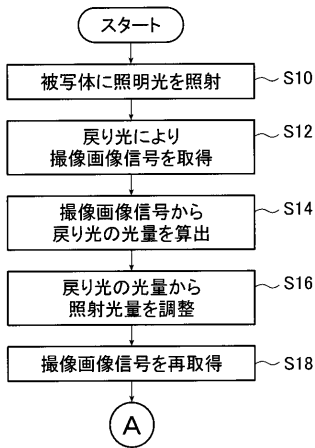 スタート
被写体に照明光を照射
S10
戻り光により
撮像画像信号を取得
S12
撮像画像信号から
戻り光の光量を算出
S14
戻り光の光量から
照射光量を調整
S16
撮像画像信号を再取得
S18
A